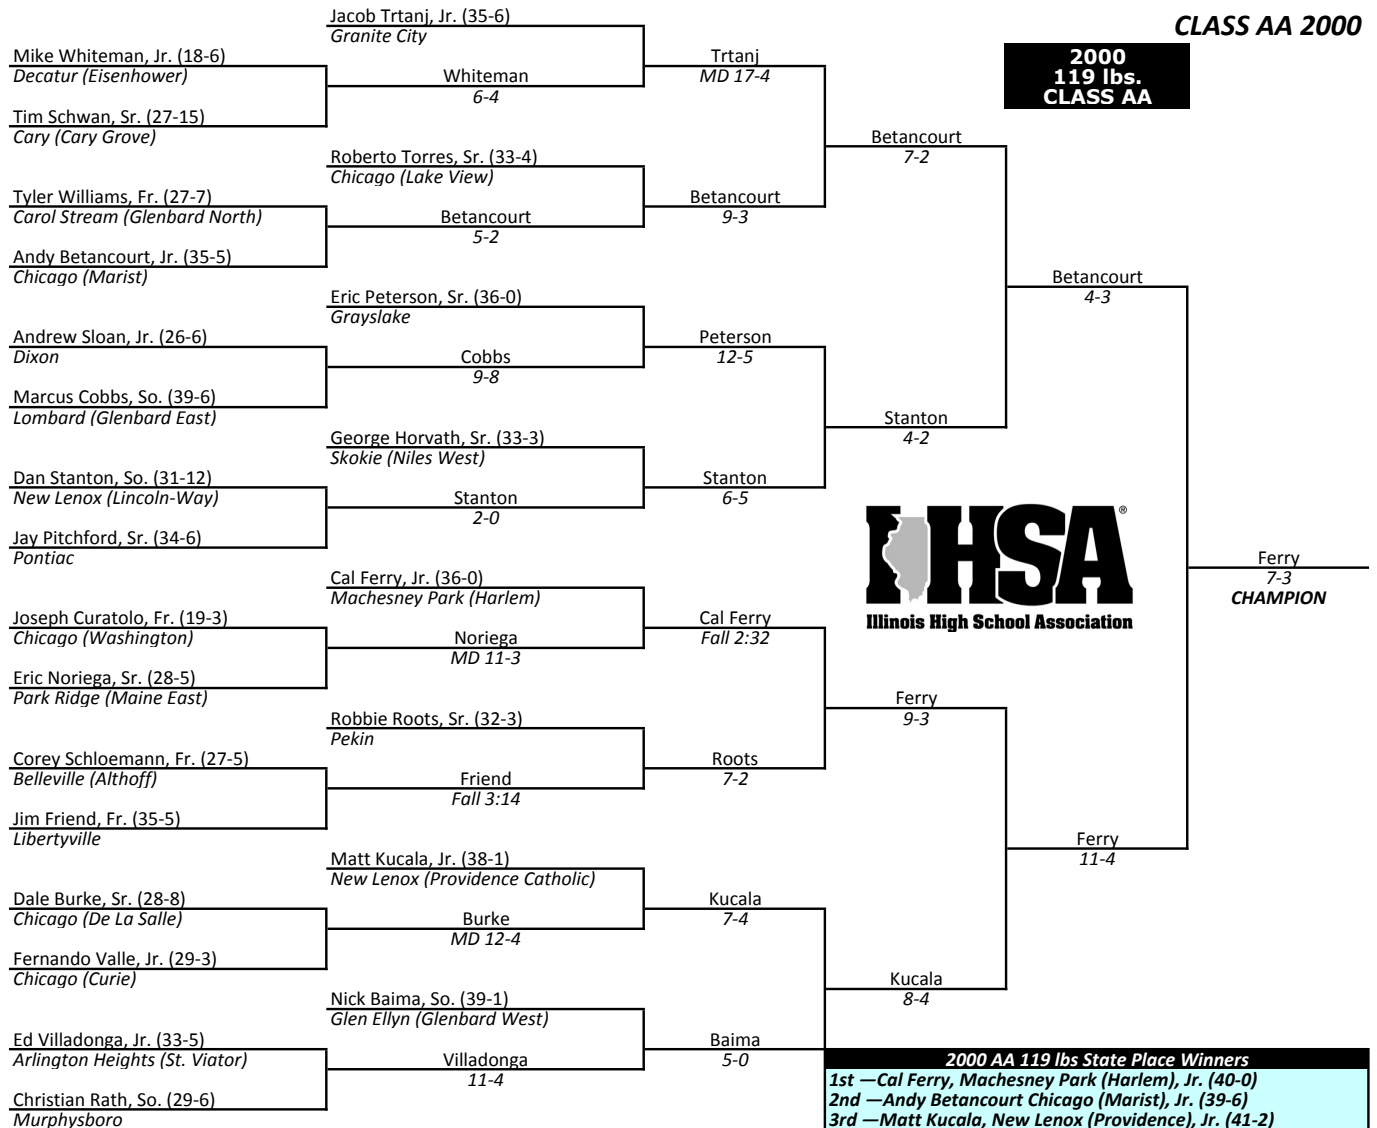 CLASS AA 2000
2000
119 lbs.
CLASS AA
Jacob Trtanj, Jr. (35-6)
Granite City
Mike Whiteman, Jr. (18-6)
Decatur (Eisenhower)
Whiteman
6-4
Tim Schwan, Sr. (27-15)
Cary (Cary Grove)
Trtanj
MD 17-4
Roberto Torres, Sr. (33-4)
Chicago (Lake View)
Tyler Williams, Fr. (27-7)
Carol Stream (Glenbard North)
Betancourt
5-2
Andy Betancourt, Jr. (35-5)
Chicago (Marist)
Betancourt
9-3
Betancourt
7-2
Eric Peterson, Sr. (36-0)
Grayslake
Andrew Sloan, Jr. (26-6)
Dixon
Cobbs
9-8
Marcus Cobbs, So. (39-6)
Lombard (Glenbard East)
Peterson
12-5
George Horvath, Sr. (33-3)
Skokie (Niles West)
Dan Stanton, So. (31-12)
New Lenox (Lincoln-Way)
Stanton
2-0
Jay Pitchford, Sr. (34-6)
Pontiac
Stanton
6-5
Stanton
4-2
Betancourt
4-3
IHSA®
Illinois High School Association
Cal Ferry, Jr. (36-0)
Machesney Park (Harlem)
Joseph Curatolo, Fr. (19-3)
Chicago (Washington)
Noriega
MD 11-3
Eric Noriega, Sr. (28-5)
Park Ridge (Maine East)
Cal Ferry
Fall 2:32
Robbie Roots, Sr. (32-3)
Pekin
Corey Schloemann, Fr. (27-5)
Belleville (Althoff)
Friend
Fall 3:14
Jim Friend, Fr. (35-5)
Libertyville
Roots
7-2
Ferry
9-3
Matt Kucala, Jr. (38-1)
New Lenox (Providence Catholic)
Dale Burke, Sr. (28-8)
Chicago (De La Salle)
Burke
MD 12-4
Fernando Valle, Jr. (29-3)
Chicago (Curie)
Kucala
7-4
Nick Baima, So. (39-1)
Glen Ellyn (Glenbard West)
Ed Villadonga, Jr. (33-5)
Arlington Heights (St. Viator)
Villadonga
11-4
Christian Rath, So. (29-6)
Murphysboro
Baima
5-0
Kucala
8-4
Ferry
11-4
Ferry
7-3
CHAMPION
2000 AA 119 lbs State Place Winners
1st —Cal Ferry, Machesney Park (Harlem), Jr. (40-0)
2nd —Andy Betancourt Chicago (Marist), Jr. (39-6)
3rd —Matt Kucala, New Lenox (Providence), Jr. (41-2)